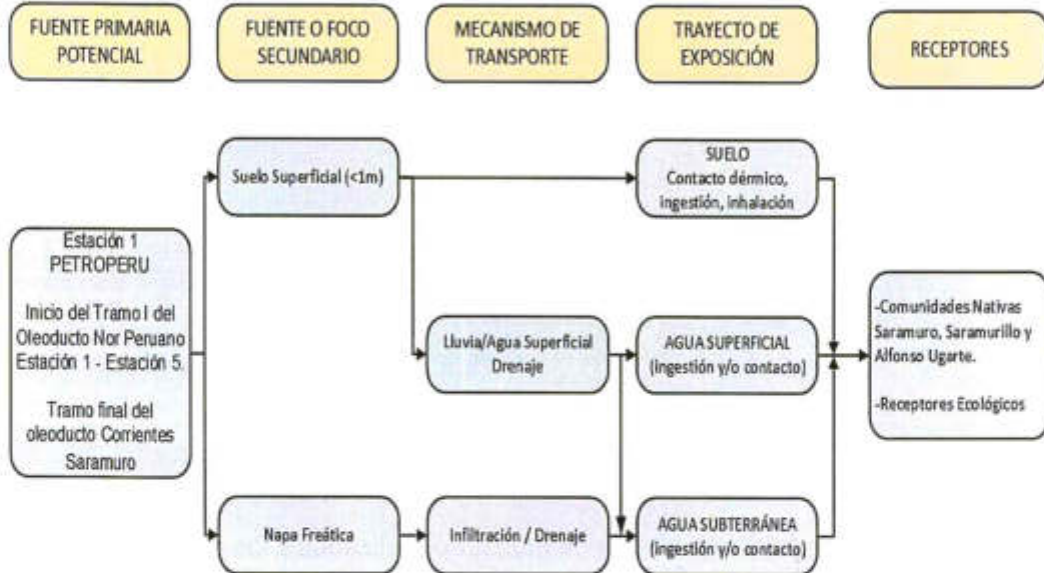 FUENTE PRIMARIA
POTENCIAL
FUENTE O FOCO
SECUNDARIO
MECANISMO DE
TRANSPORTE
TRAYECTO DE
EXPOSICIÓN
RECEPTORES
Suelo Superficial (<1m)
SUELO
Contacto dérmico,
ingestión, inhalación
Estación 1
PETROPERU
Inicio del Tramo I del
Oleoducto Nor Peruano
Estación 1 - Estación 5.
Tramo final del
oleoducto Corrientes
Saramuro
Lluvia/Agua Superficial
Drenaje
AGUA SUPERFICIAL
(ingestión y/o contacto)
-Comunidades Nativas
Saramuro, Saramurillo y
Alfonso Ugarte.
-Receptores Ecológicos
Napa Freática
Infiltración / Drenaje
AGUA SUBTERRÁNEA
(ingestión y/o contacto)